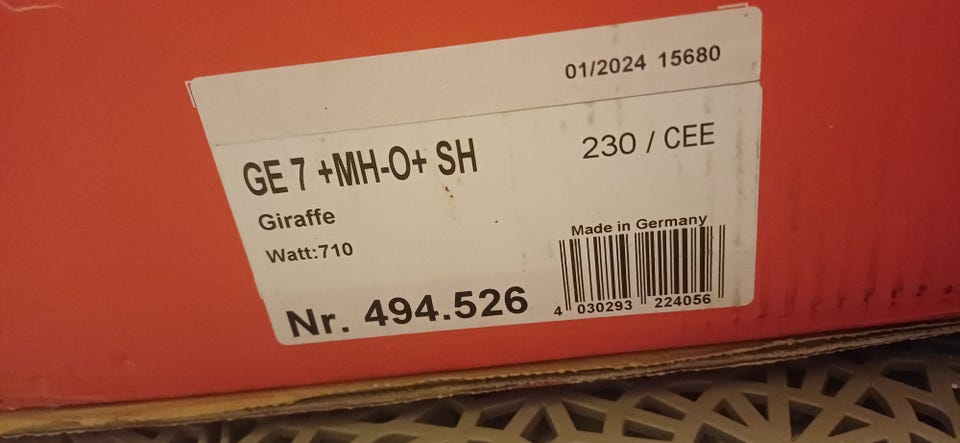 01/2024 15680
GE 7 +MH-O+ SH
230 / CEE
Giraffe
Watt:710
Made in Germany
Nr. 494.526
4 030293 224056